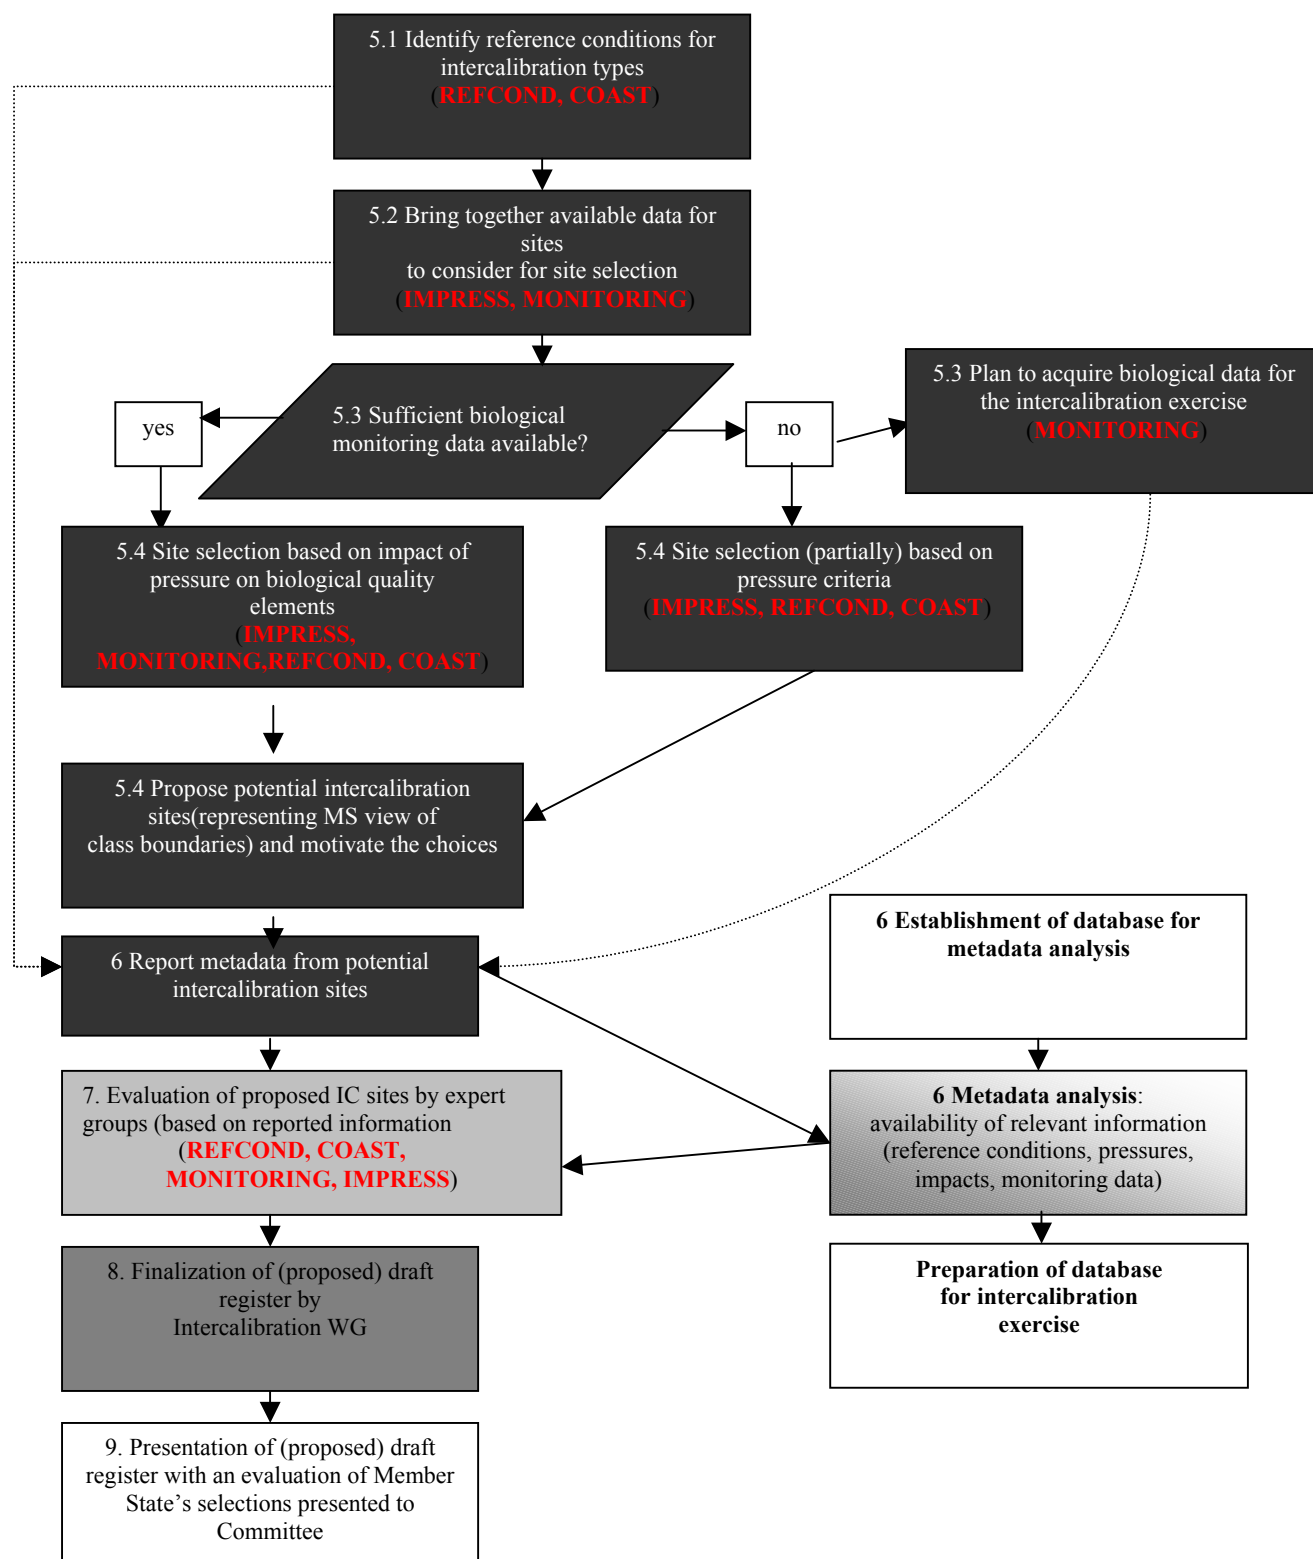 5.1 Identify reference conditions for
intercalibration types
(REFCOND, COAST)
5.2 Bring together available data for
sites
to consider for site selection
(IMPRESS, MONITORING)
5.3 Sufficient biological
monitoring data available?
yes
no
5.3 Plan to acquire biological data for
the intercalibration exercise
(MONITORING)
5.4 Site selection based on impact of
pressure on biological quality
elements
(IMPRESS,
MONITORING,REFCOND, COAST)
5.4 Site selection (partially) based on
pressure criteria
(IMPRESS, REFCOND, COAST)
5.4 Propose potential intercalibration
sites(representing MS view of
class boundaries) and motivate the choices
6 Report metadata from potential
intercalibration sites
6 Establishment of database for
metadata analysis
7. Evaluation of proposed IC sites by expert
groups (based on reported information
(REFCOND, COAST,
MONITORING, IMPRESS)
6 Metadata analysis:
availability of relevant information
(reference conditions, pressures,
impacts, monitoring data)
8. Finalization of (proposed) draft
register by
Intercalibration WG
Preparation of database
for intercalibration
exercise
9. Presentation of (proposed) draft
register with an evaluation of Member
State’s selections presented to
Committee